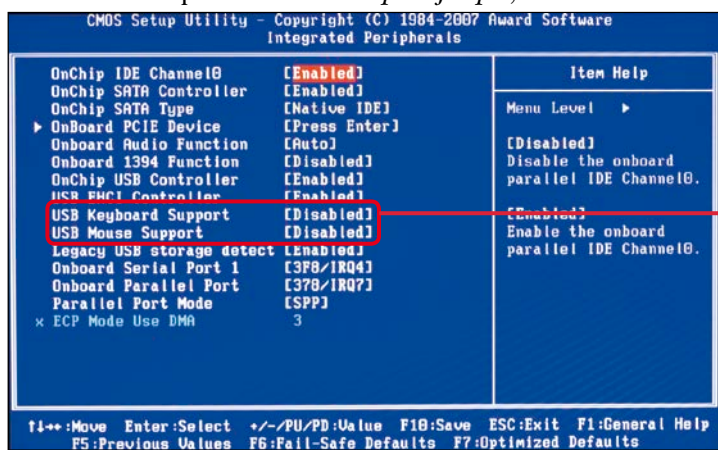 CMOS Setup Utility - Copyright (C) 1984-2007 Award Software
Integrated Peripherals
OnChip IDE Channel0 [Enabled]
OnChip SATA Controller [Enabled]
OnChip SATA Type [Native IDE]
▶ OnBoard PCIE Device [Press Enter]
Onboard Audio Function [Auto]
Onboard 1394 Function [Disabled]
OnChip USB Controller [Enabled]
USB EHCI Controller [Enabled]
USB Keyboard Support [Disabled]
USB Mouse Support [Disabled]
Legacy USB storage detect [Enabled]
Onboard Serial Port 1 [3F8/IRQ4]
Onboard Parallel Port [378/IRQ7]
Parallel Port Mode [SPP]
x ECP Mode Use DMA 3
Item Help
Menu Level ▶
[Disabled]
Disable the onboard
parallel IDE Channel0.
[Enabled]
Enable the onboard
parallel IDE Channel0.
↑↓→←:Move Enter:Select +/-/PU/PD:Value F10:Save ESC:Exit F1:General Help
F5:Previous Values F6:Fail-Safe Defaults F7:Optimized Defaults